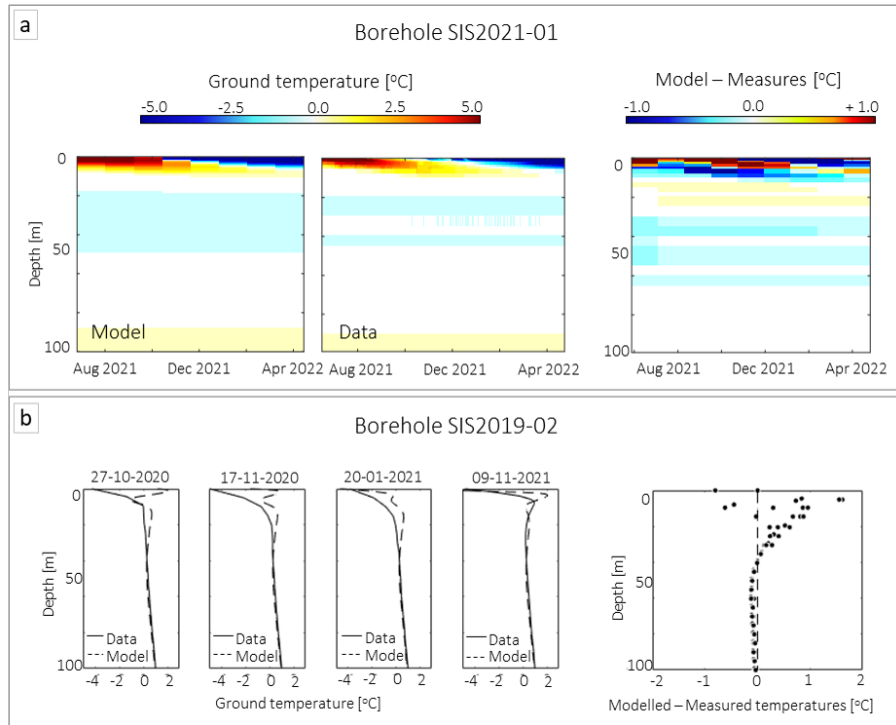 a
Borehole SIS2021-01
Ground temperature [°C]
-5.0 -2.5 0.0 2.5 5.0
Model – Measures [°C]
-1.0 0.0 + 1.0
Depth [m]
0
50
100
Model
Aug 2021 Dec 2021 Apr 2022
0
50
100
Data
Aug 2021 Dec 2021 Apr 2022
0
50
100
Aug 2021 Dec 2021 Apr 2022
b
Borehole SIS2019-02
27-10-2020 17-11-2020 20-01-2021 09-11-2021
Depth [m]
0
50
100
Data
Model
-4 -2 0 2
Data
Model
-4 -2 0 2
Data
Model
-4 -2 0 2
Data
Model
-4 -2 0 2
Ground temperature [°C]
Depth [m]
0
50
100
-2 -1 0 1 2
Modelled – Measured temperatures [°C]